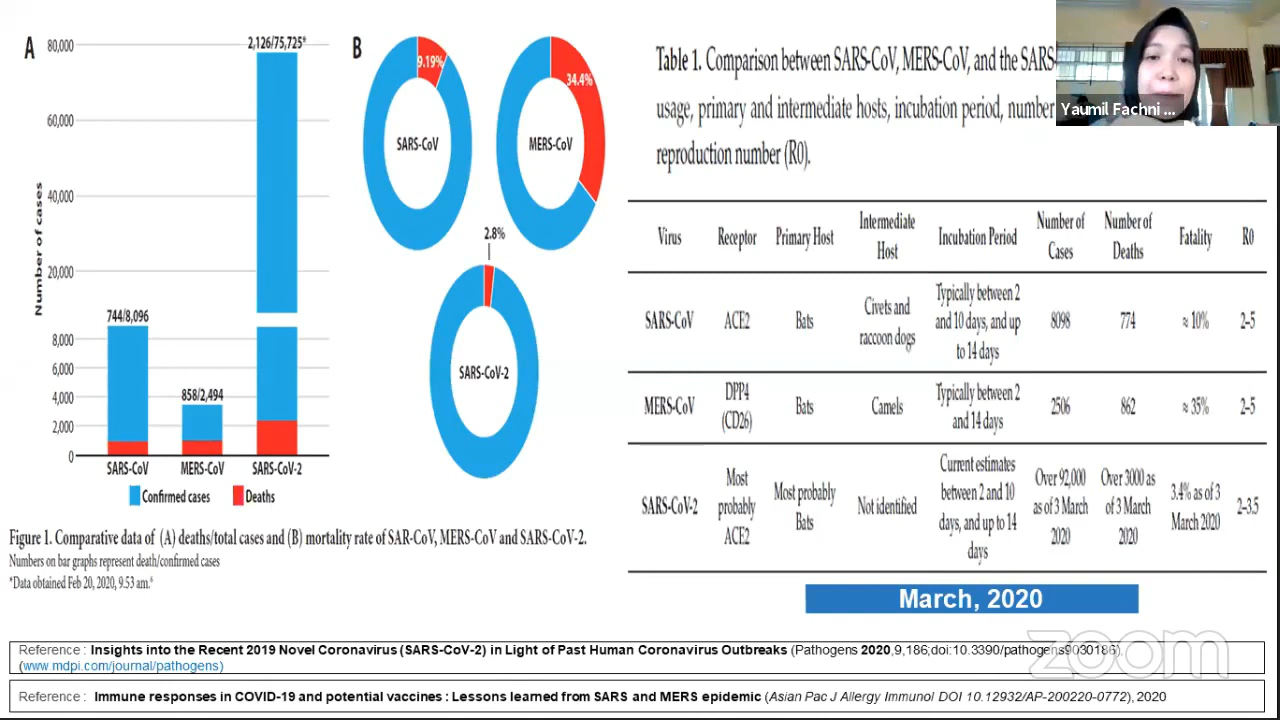 A
Number of cases
80,000
60,000
40,000
20,000
8,000
6,000
4,000
2,000
0
2,126/75,725*
744/8,096
858/2,494
SARS-CoV MERS-CoV SARS-CoV-2
Confirmed cases Deaths
B
9.19%
SARS-CoV
34.4%
MERS-CoV
2.8%
SARS-CoV-2
Figure 1. Comparative data of (A) deaths/total cases and (B) mortality rate of SAR-CoV, MERS-CoV and SARS-CoV-2.
Numbers on bar graphs represent death/confirmed cases
*Data obtained Feb 20, 2020, 9.53 am.⁶
Table 1. Comparison between SARS-CoV, MERS-CoV, and the SARS-
usage, primary and intermediate hosts, incubation period, number
reproduction number (R0).
Yaumil Fachni ...
Virus Receptor Primary Host Intermediate Host Incubation Period Number of Cases Number of Deaths Fatality R0
SARS-CoV ACE2 Bats Civets and raccoon dogs Typically between 2 and 10 days, and up to 14 days 8098 774 ≈ 10% 2–5
MERS-CoV DPP4 (CD26) Bats Camels Typically between 2 and 14 days 2506 862 ≈ 35% 2–5
SARS-CoV-2 Most probably ACE2 Most probably Bats Not identified Current estimates between 2 and 10 days, and up to 14 days Over 92,000 as of 3 March 2020 Over 3000 as of 3 March 2020 3.4% as of 3 March 2020 2–3.5
March, 2020
zoom
Reference : Insights into the Recent 2019 Novel Coronavirus (SARS-CoV-2) in Light of Past Human Coronavirus Outbreaks (Pathogens 2020,9,186;doi:10.3390/pathogens9030186).
(www.mdpi.com/journal/pathogens)
Reference : Immune responses in COVID-19 and potential vaccines : Lessons learned from SARS and MERS epidemic (Asian Pac J Allergy Immunol DOI 10.12932/AP-200220-0772), 2020